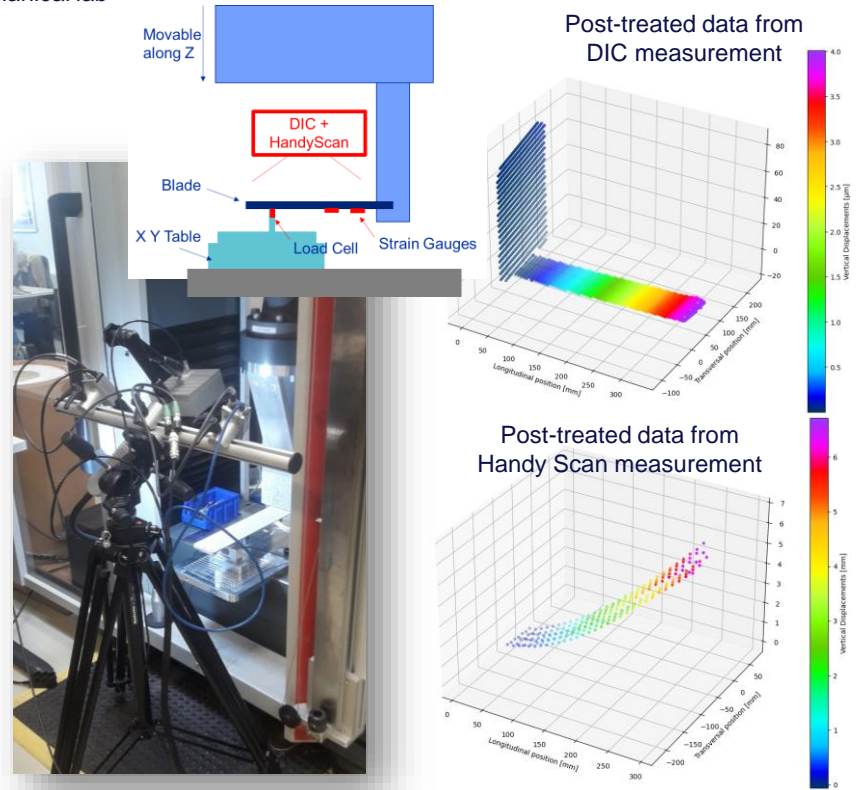 lab
Movable
along Z
DIC +
HandyScan
Blade
X Y Table
Load Cell
Strain Gauges
Post-treated data from
DIC measurement
80
60
40
20
0
−20
0
50
100
150
200
250
300
Longitudinal position [mm]
−100
−50
0
50
100
150
200
Transversal position [mm]
4.0
3.5
3.0
2.5
2.0
1.5
1.0
0.5
Vertical Displacements [µm]
Post-treated data from
Handy Scan measurement
7
6
5
4
3
2
1
0
0
50
100
150
200
250
300
Longitudinal position [mm]
−200
−150
−100
−50
0
50
Transversal position [mm]
6
5
4
3
2
1
0
Vertical Displacements [mm]